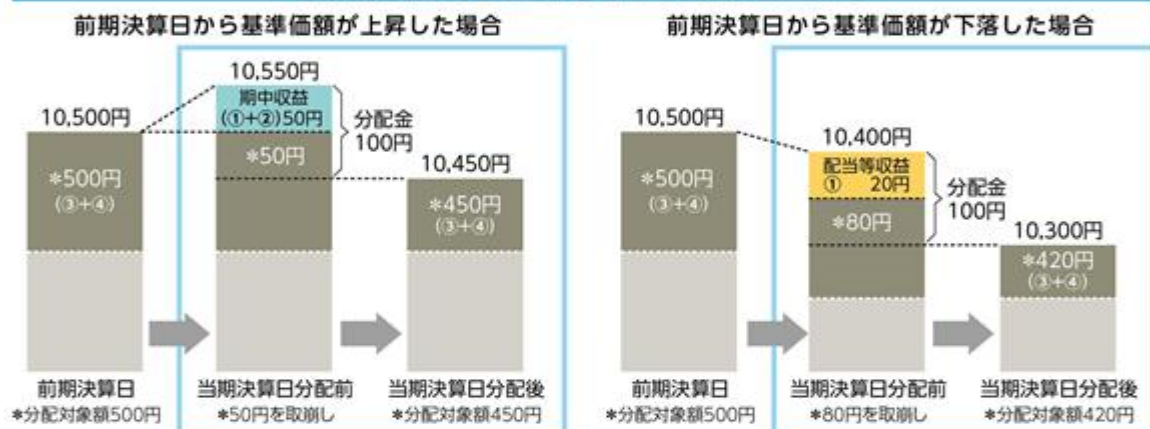 前期決算日から基準価額が上昇した場合
10,550円
期中収益
(①+②)50円
10,500円
分配金
100円
*50円
10,450円
*500円
(③+④)
*450円
(③+④)
前期決算日
*分配対象額500円
当期決算日分配前
*50円を取崩し
当期決算日分配後
*分配対象額450円
前期決算日から基準価額が下落した場合
10,500円
10,400円
配当等収益
① 20円
*500円
(③+④)
分配金
100円
*80円
10,300円
*420円
(③+④)
前期決算日
*分配対象額500円
当期決算日分配前
*80円を取崩し
当期決算日分配後
*分配対象額420円